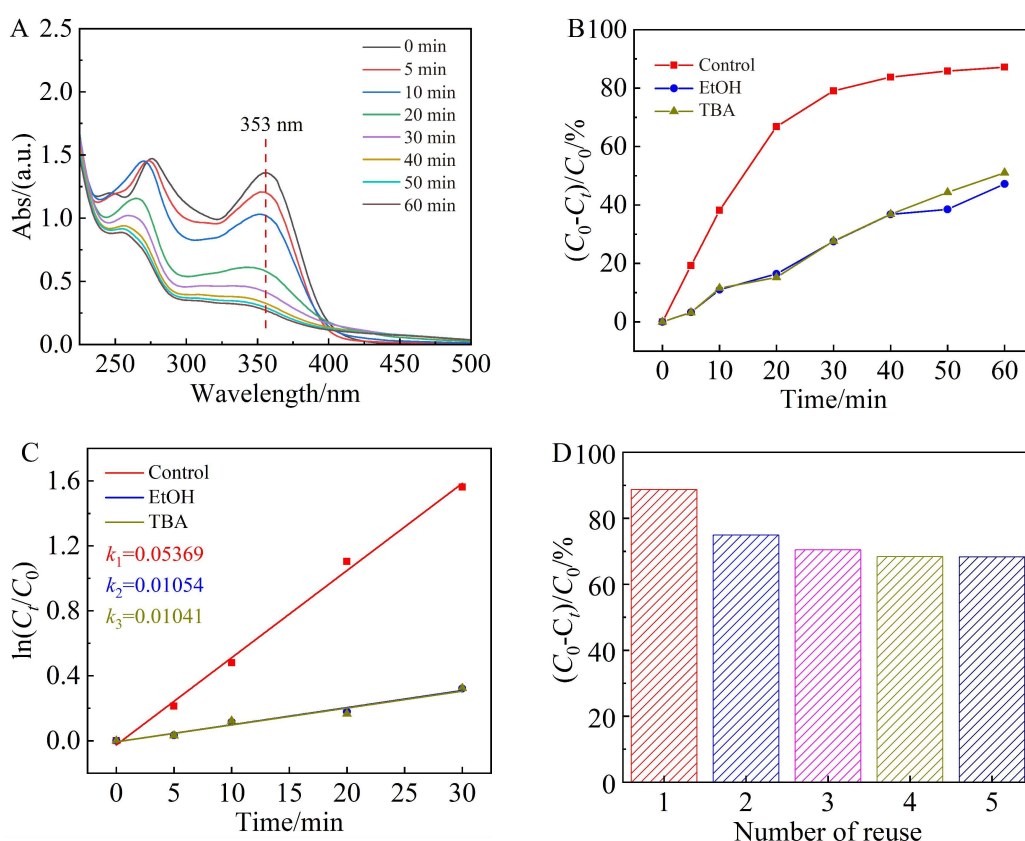 A
2.5
2.0
1.5
1.0
0.5
0.0
Abs/(a.u.)
250 300 350 400 450 500
Wavelength/nm
353 nm
0 min
5 min
10 min
20 min
30 min
40 min
50 min
60 min
B
100
80
60
40
20
0
(C₀-Cₜ)/C₀/%
0 10 20 30 40 50 60
Time/min
Control
EtOH
TBA
C
1.6
1.2
0.8
0.4
0.0
ln(Cₜ/C₀)
0 5 10 15 20 25 30
Time/min
Control
EtOH
TBA
k₁=0.05369
k₂=0.01054
k₃=0.01041
D
100
80
60
40
20
0
(C₀-Cₜ)/C₀/%
1 2 3 4 5
Number of reuse